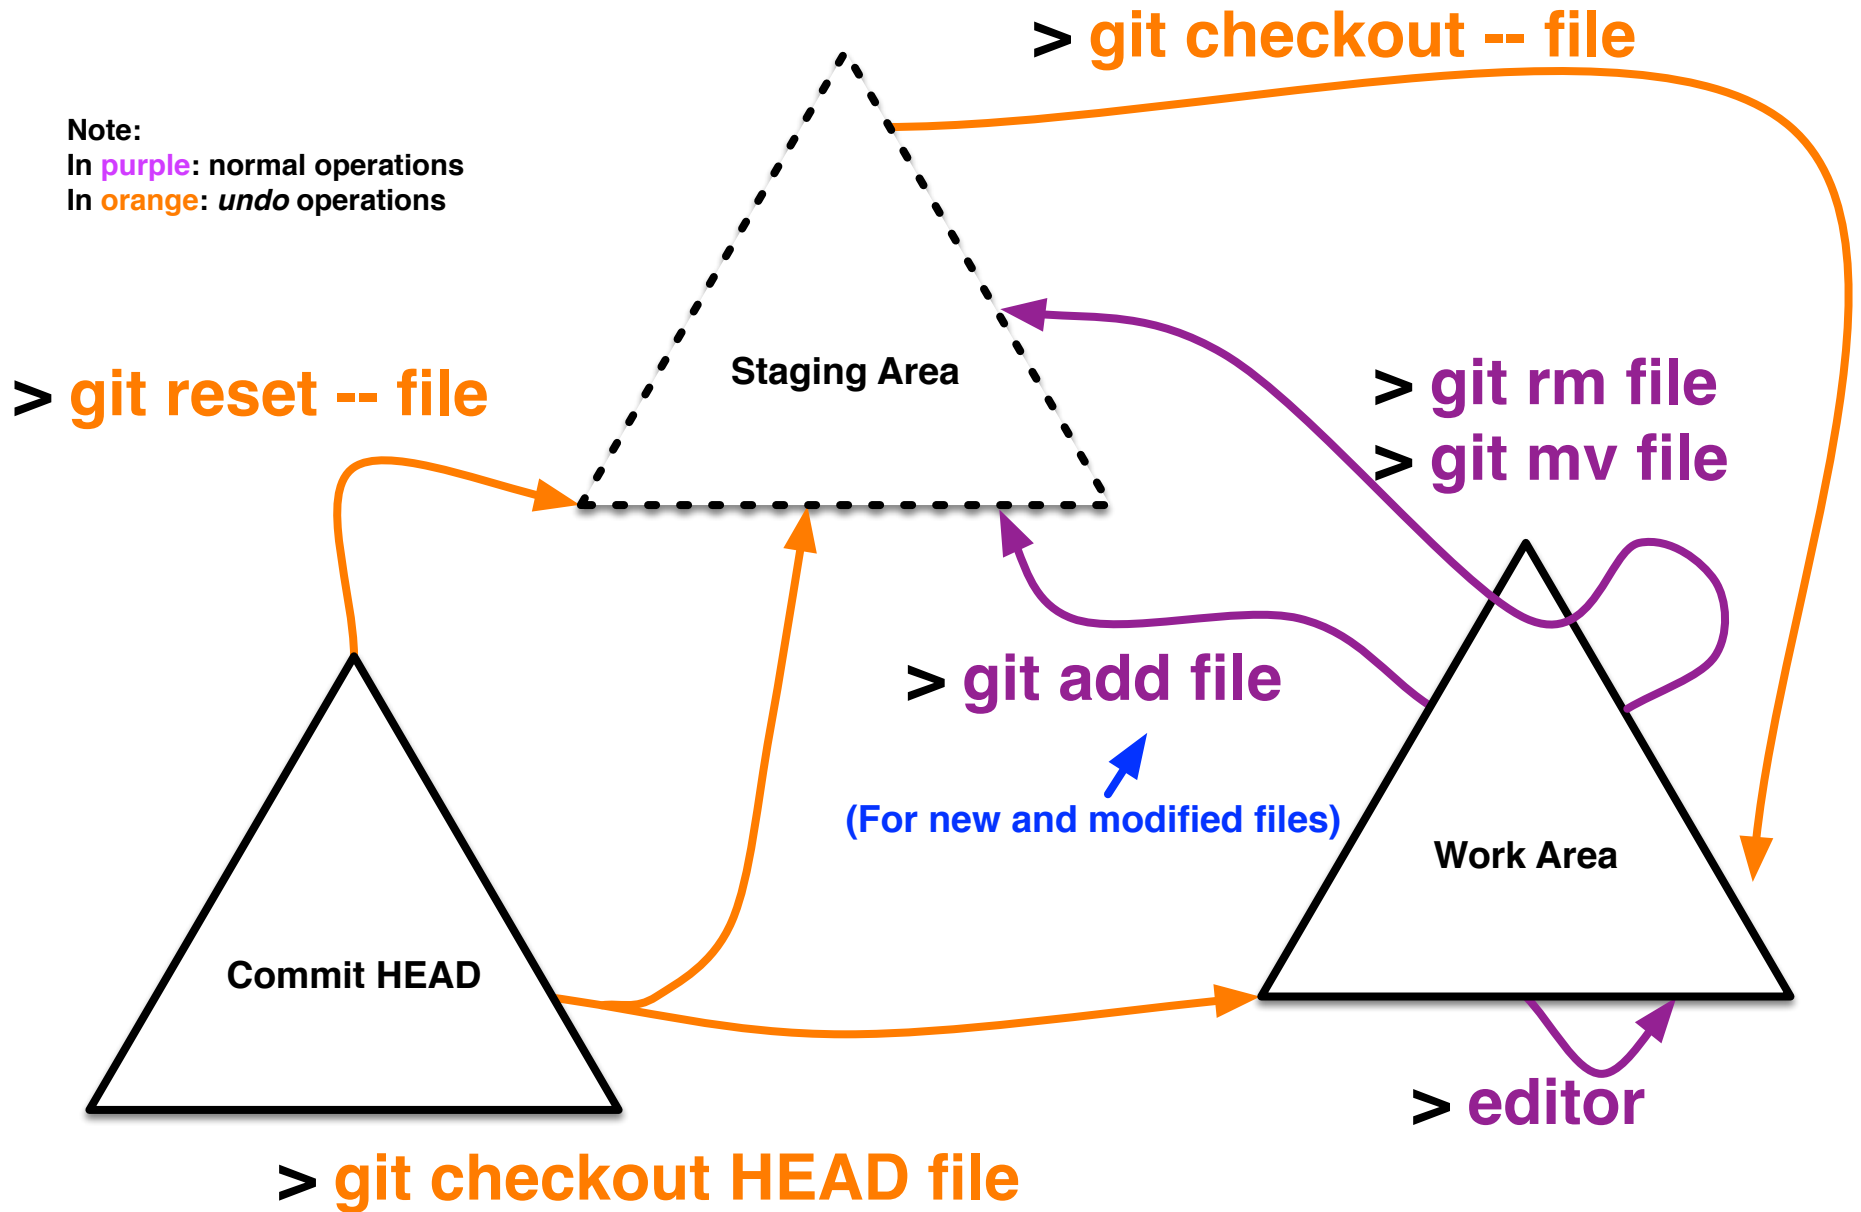 > git checkout -- file
Note:
In purple: normal operations
In orange: undo operations
Staging Area
> git reset -- file
> git rm file
> git mv file
> git add file
(For new and modified files)
Work Area
Commit HEAD
> editor
> git checkout HEAD file